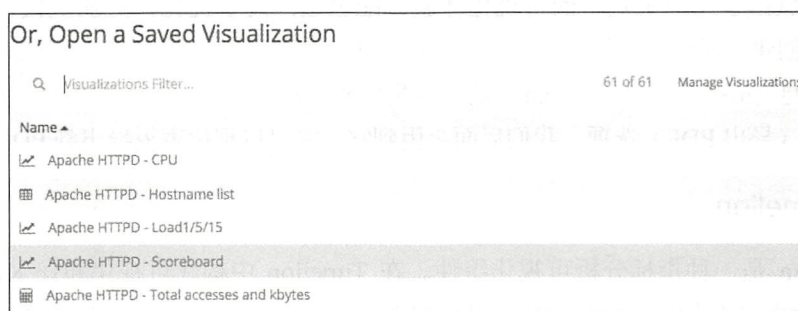 Or, Open a Saved Visualization
Visualizations Filter...
61 of 61 Manage Visualizations
Name
Apache HTTPD - CPU
Apache HTTPD - Hostname list
Apache HTTPD - Load1/5/15
Apache HTTPD - Scoreboard
Apache HTTPD - Total accesses and kbytes